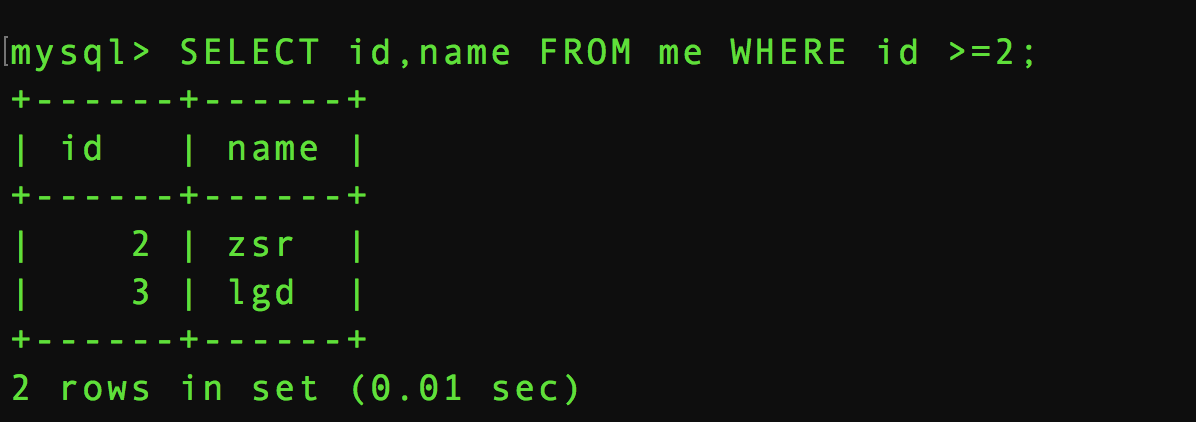 mysql> SELECT id,name FROM me WHERE id >=2;
+------+------+
| id   | name |
+------+------+
|    2 | zsr  |
|    3 | lgd  |
+------+------+
2 rows in set (0.01 sec)